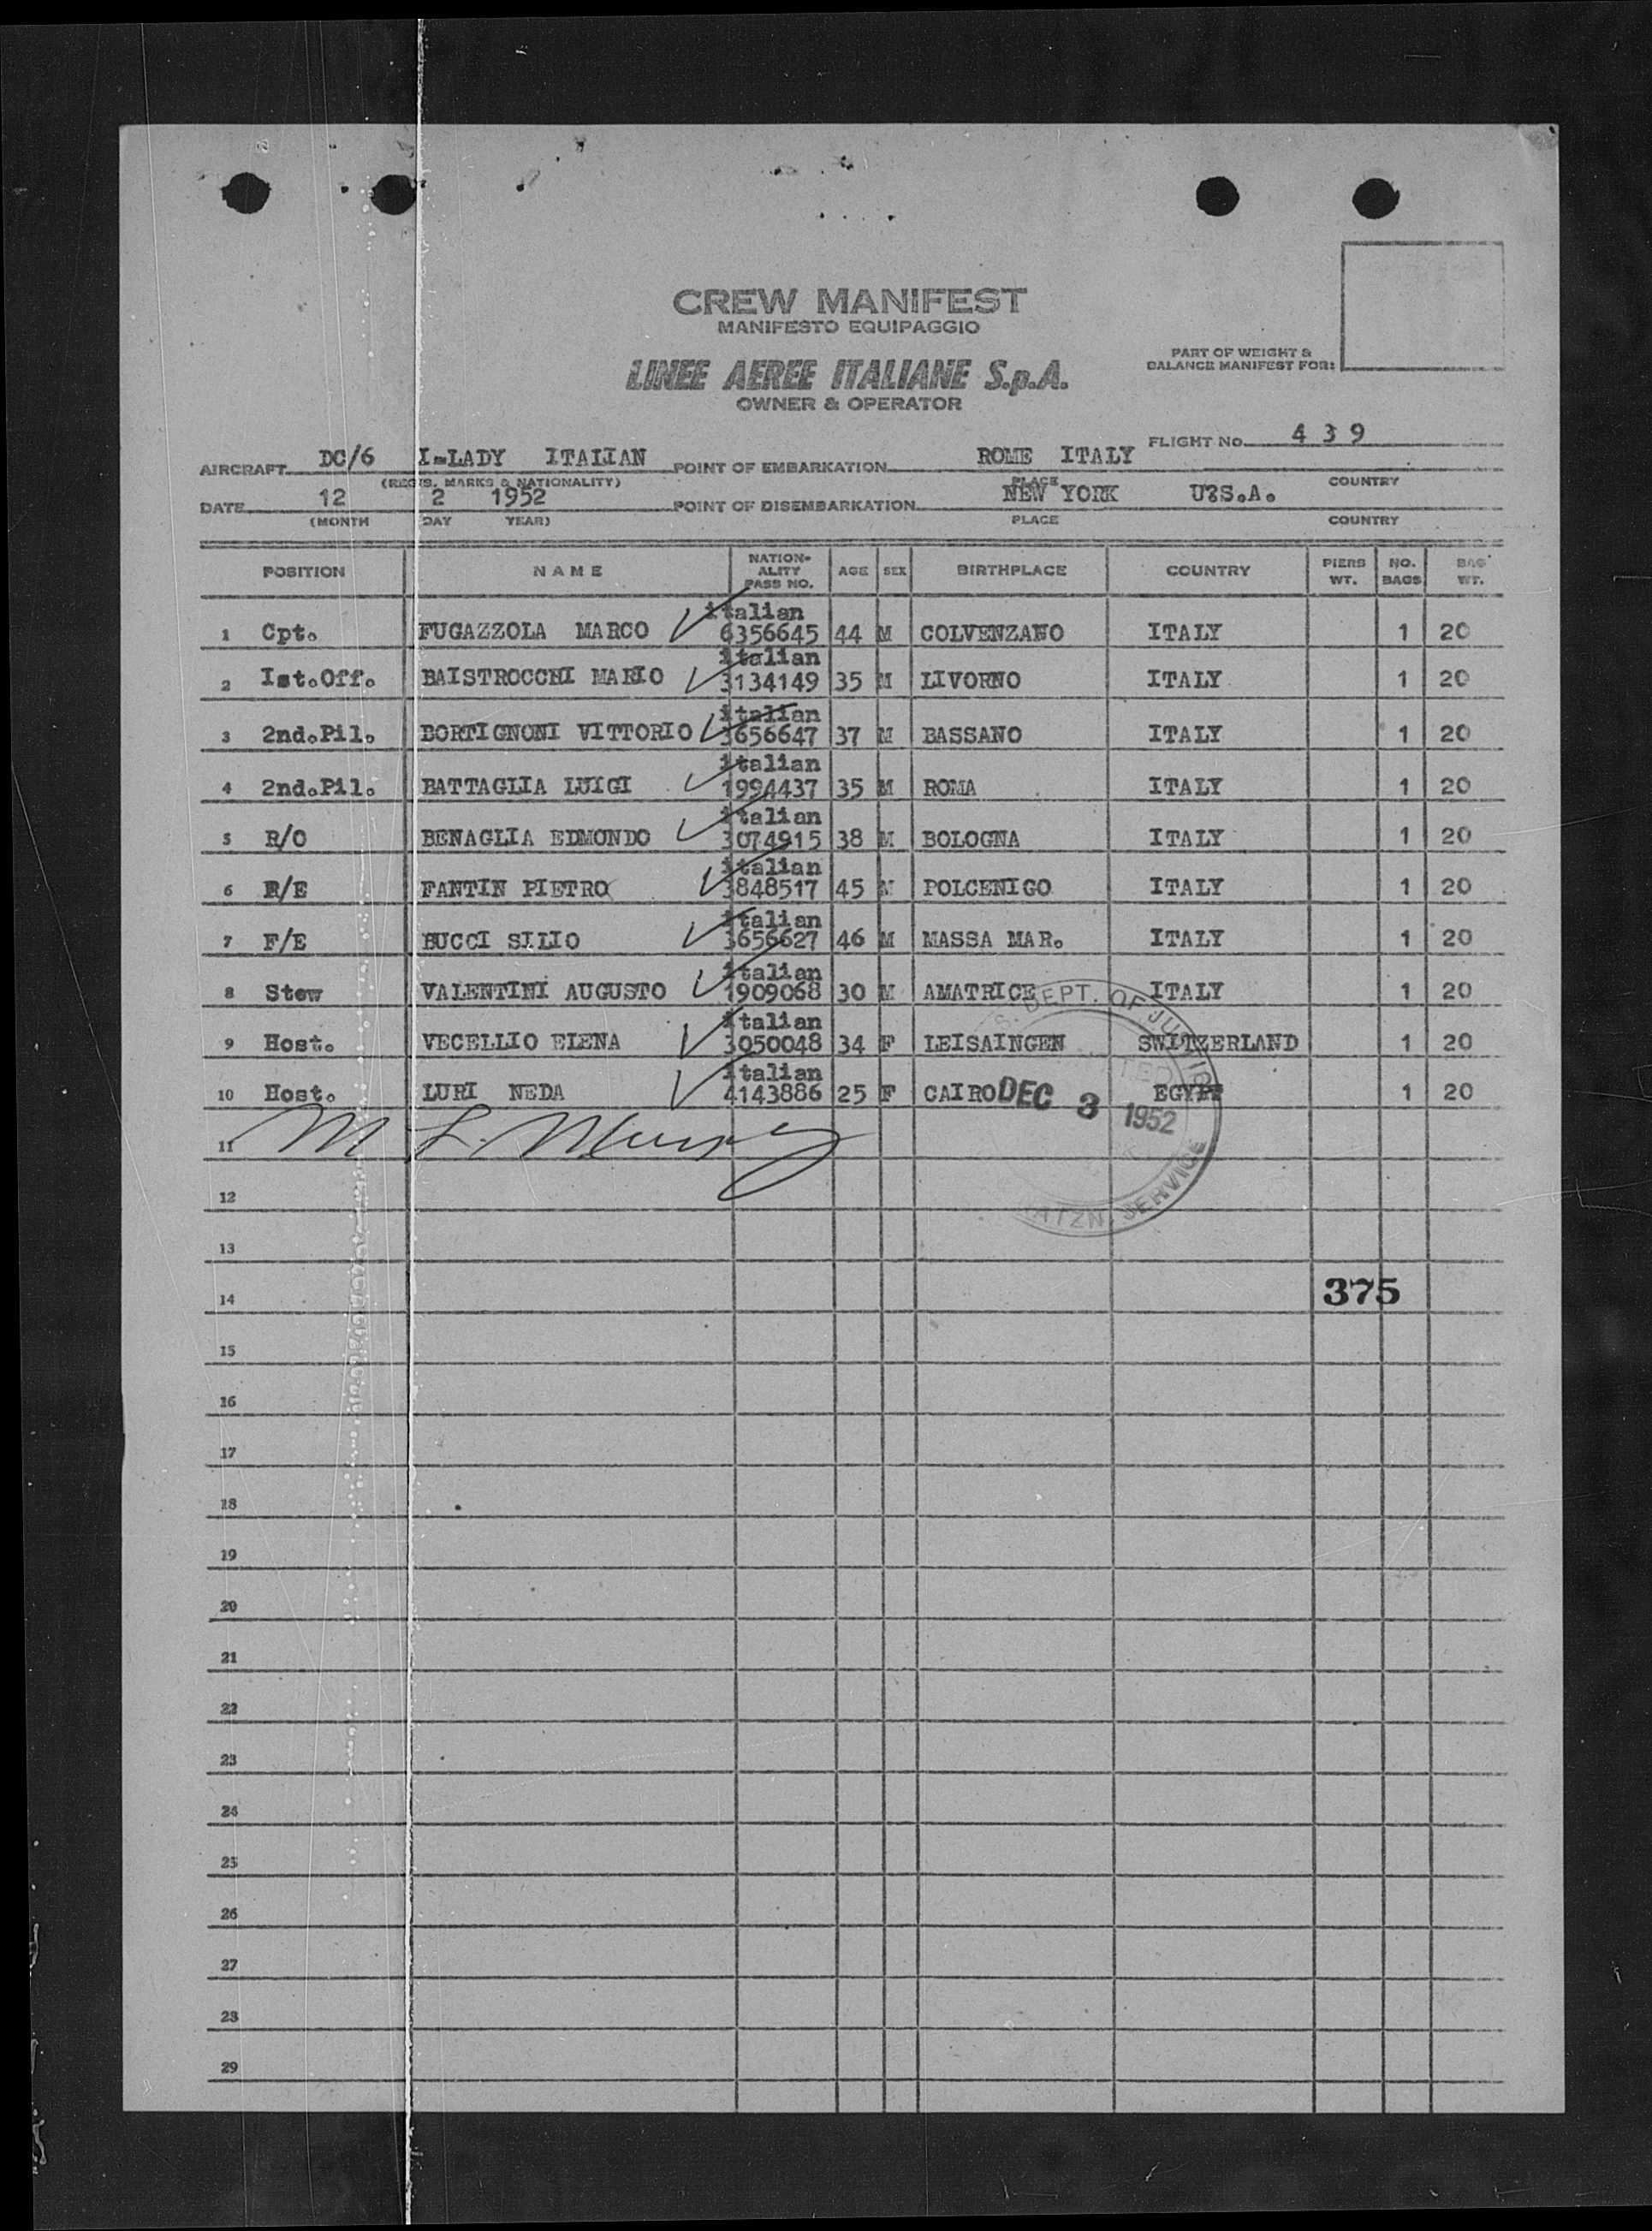 CREW MANIFEST
MANIFESTO EQUIPAGGIO
LINEE AEREE ITALIANE S.p.A.
OWNER & OPERATOR
PART OF WEIGHT &
BALANCE MANIFEST FOR:
FLIGHT No. 4 3 9
AIRCRAFT DC/6 I-LADY ITALIAN POINT OF EMBARKATION ROME ITALY
(REGIS. MARKS & NATIONALITY) PLACE COUNTRY
DATE 12 2 1952 POINT OF DISEMBARKATION NEW YORK U?S.A.
(MONTH DAY YEAR) PLACE COUNTRY
POSITION NAME NATION-ALITY PASS NO. AGE SEX BIRTHPLACE COUNTRY PIERS WT. NO. BAGS BAG WT.
italian
1 Cpt. FUGAZZOLA MARCO 6356645 44 M COLVENZANO ITALY 1 20
italian
2 Ist.Off. BAISTROCCHI MARIO 3134149 35 M LIVORNO ITALY 1 20
italian
3 2nd.Pil. BORTIGNONI VITTORIO 3656647 37 M BASSANO ITALY 1 20
italian
4 2nd.Pil. BATTAGLIA LUIGI 1994437 35 M ROMA ITALY 1 20
italian
5 R/O BENAGLIA EDMONDO 3074915 38 M BOLOGNA ITALY 1 20
italian
6 R/E FANTIN PIETRO 3848517 45 M POLCENIGO ITALY 1 20
italian
7 F/E BUCCI SILIO 3656627 46 M MASSA MAR. ITALY 1 20
italian
8 Stew VALENTINI AUGUSTO 1909068 30 M AMATRICE ITALY 1 20
italian
9 Host. VECELLIO ELENA 3050048 34 F LEISAINGEN SWITZERLAND 1 20
italian
10 Host. LURI NEDA 4143886 25 F CAIRO EGYPT 1 20
DEPT. OF JUSTICE
DEC 3 1952
NATZN. SERVICE
11
12
13
14 375
15
16
17
18
19
20
21
22
23
24
25
26
27
28
29